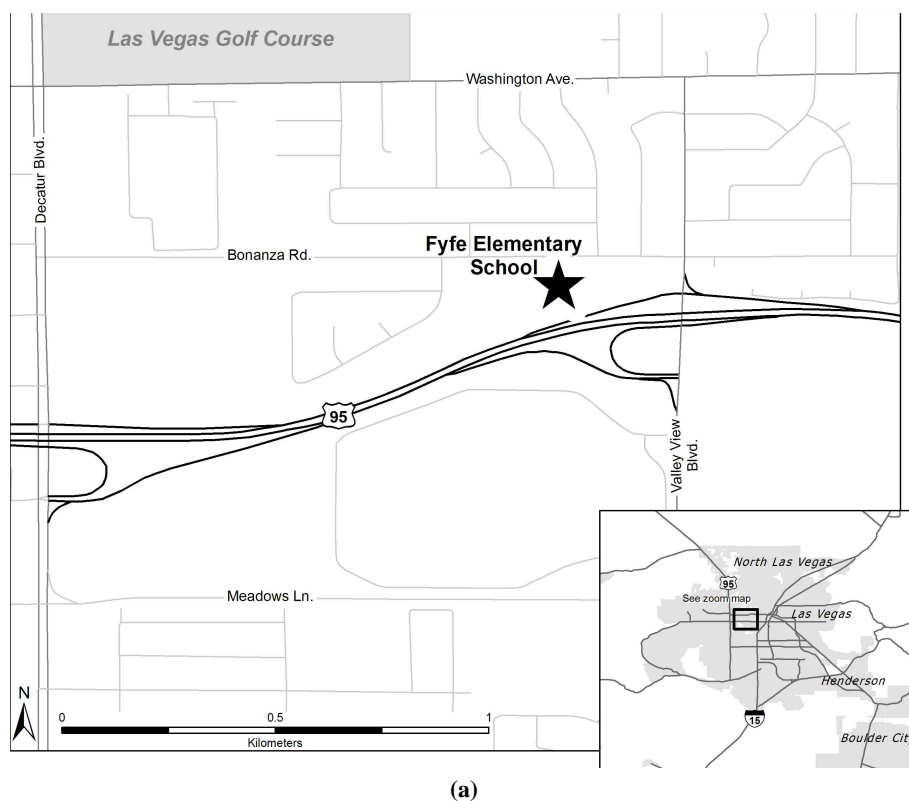 Las Vegas Golf Course
Washington Ave.
Decatur Blvd.
Bonanza Rd.
Fyfe Elementary
School
95
Valley View
Blvd.
Meadows Ln.
N
0 0.5 1
Kilometers
North Las Vegas
95
See zoom map
Las Vegas
Henderson
15
Boulder City
(a)